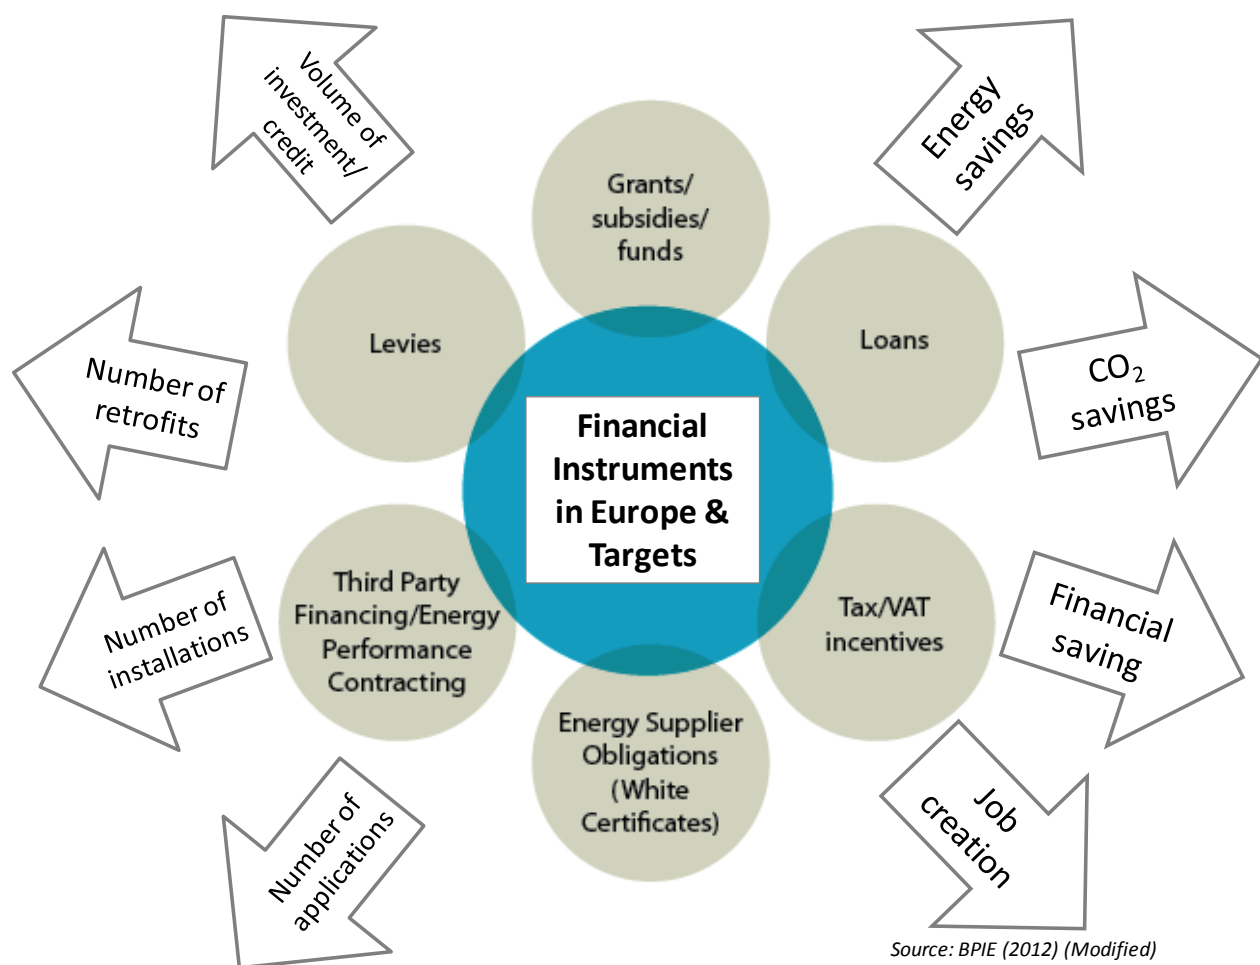 Volume of
investment/
credit
Energy
savings
Grants/
subsidies/
funds
Levies
Loans
Number of
retrofits
CO₂
savings
Financial
Instruments
in Europe &
Targets
Number of
installations
Third Party
Financing/Energy
Performance
Contracting
Tax/VAT
incentives
Financial
saving
Energy Supplier
Obligations
(White
Certificates)
Number of
applications
Job
creation
Source: BPIE (2012) (Modified)